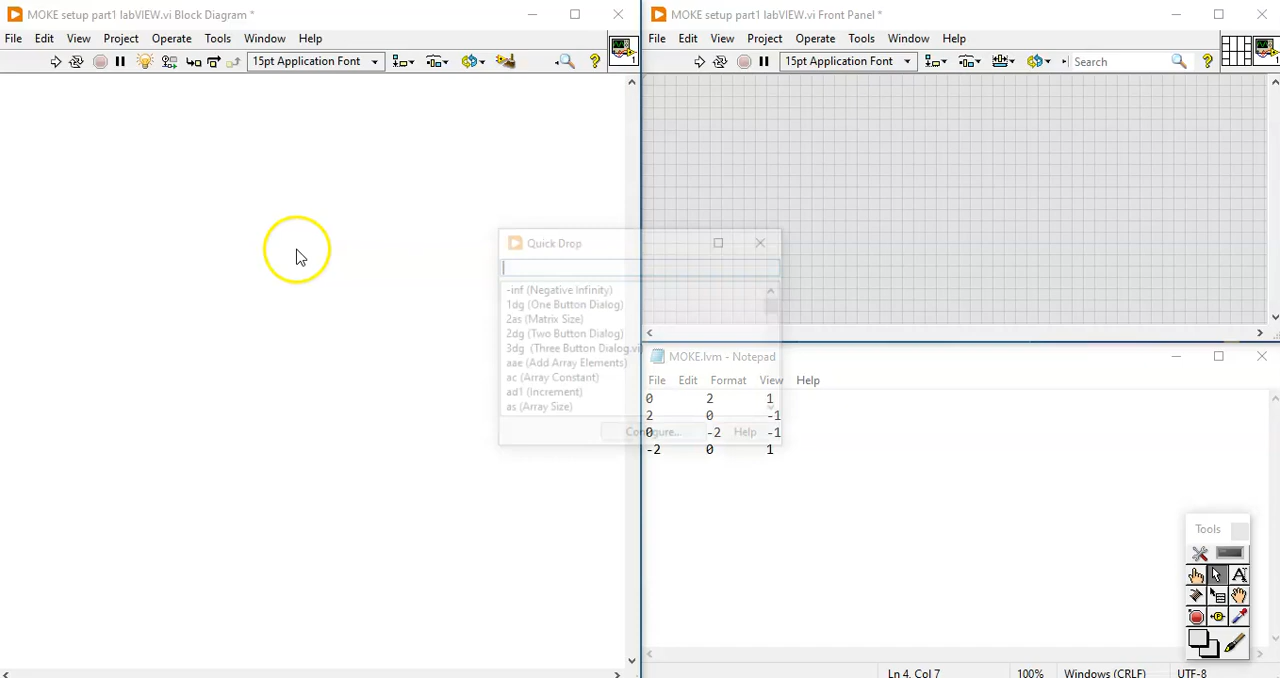 MOKE setup part1 labVIEW.vi Block Diagram *
File Edit View Project Operate Tools Window Help
15pt Application Font
1
MOKE setup part1 labVIEW.vi Front Panel *
File Edit View Project Operate Tools Window Help
15pt Application Font
Search
1
Quick Drop
-inf (Negative Infinity)
1dg (One Button Dialog)
2as (Matrix Size)
2dg (Two Button Dialog)
3dg (Three Button Dialog.vi
aae (Add Array Elements)
ac (Array Constant)
ad1 (Increment)
as (Array Size)
Configure... Help
MOKE.lvm - Notepad
File Edit Format View Help
0 2 1
2 0 -1
0 -2 -1
-2 0 1
Tools
Ln 4, Col 7 100% Windows (CRLF) UTF-8